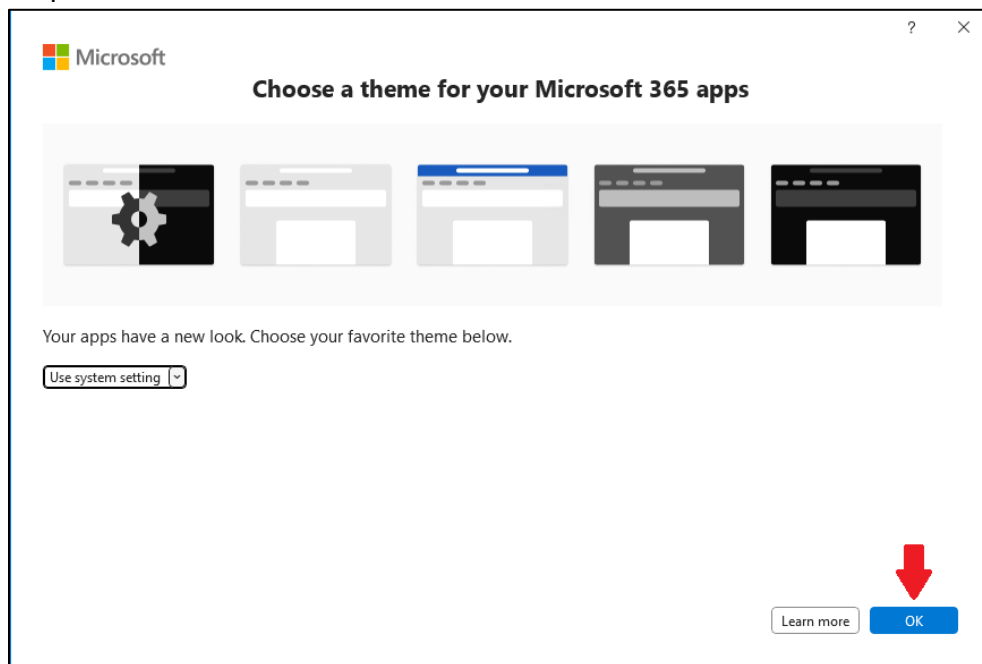 ?
Microsoft
Choose a theme for your Microsoft 365 apps
Your apps have a new look. Choose your favorite theme below.
Use system setting
Learn more
OK